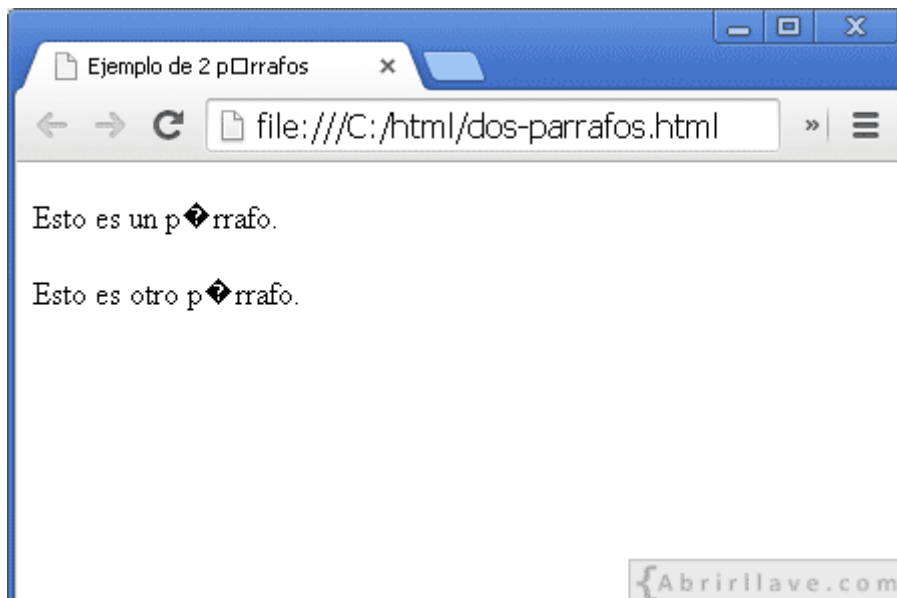 Ejemplo de 2 p□rrafos
file:///C:/html/dos-parrafos.html
Esto es un p�rrafo.
Esto es otro p�rrafo.
{Abrirllave.com